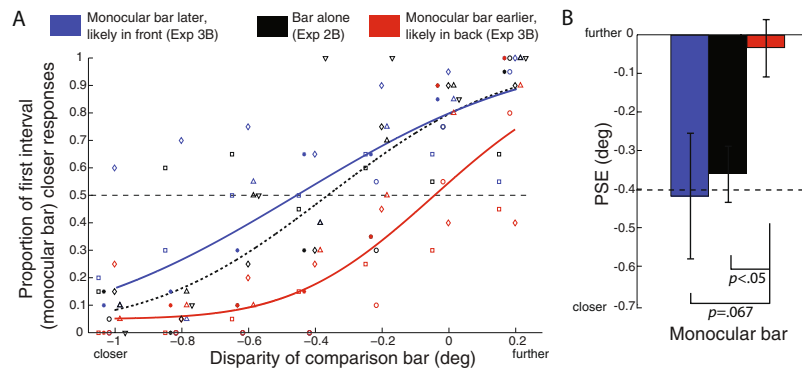 A
Monocular bar later,
likely in front (Exp 3B)
Bar alone
(Exp 2B)
Monocular bar earlier,
likely in back (Exp 3B)
Proportion of first interval
(monocular bar) closer responses
1
0.9
0.8
0.7
0.6
0.5
0.4
0.3
0.2
0.1
0
−1
−0.8
−0.6
−0.4
−0.2
0
0.2
closer
further
Disparity of comparison bar (deg)
B
further
0
-0.1
-0.2
-0.3
-0.4
-0.5
-0.6
-0.7
closer
PSE (deg)
p<.05
p=.067
Monocular bar